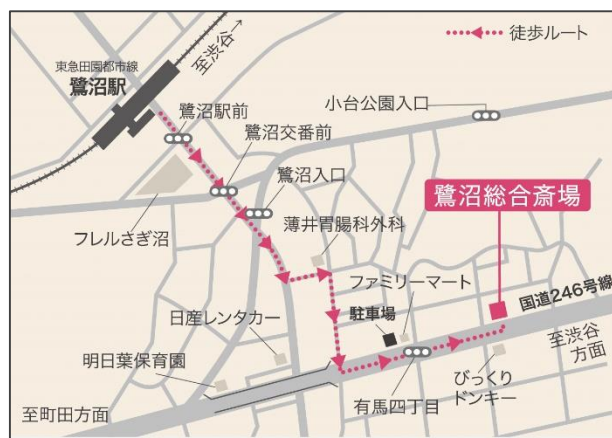 徒歩ルート
至渋谷→
東急田園都市線
鷺沼駅
鷺沼駅前
小台公園入口
鷺沼交番前
鷺沼入口
鷺沼総合斎場
フレルさぎ沼
薄井胃腸科外科
ファミリーマート
国道246号線
駐車場
至渋谷
方面
日産レンタカー
明日葉保育園
びっくり
ドンキー
有馬四丁目
至町田方面